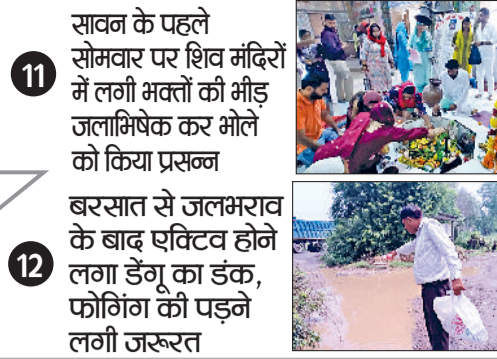 11
सावन के पहले
सोमवार पर शिव मंदिरों
में लगी भक्तों की भीड़
जलाभिषेक कर भोले
को किया प्रसन्न
12
बरसात से जलभराव
के बाद एक्टिव होने
लगा डेंगू का डंक,
फोगिंग की पड़ने
लगी जरूरत